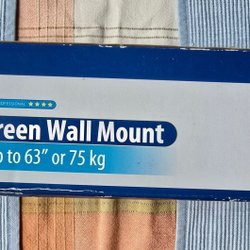 reen Wall Mount
p to 63" or 75 kg